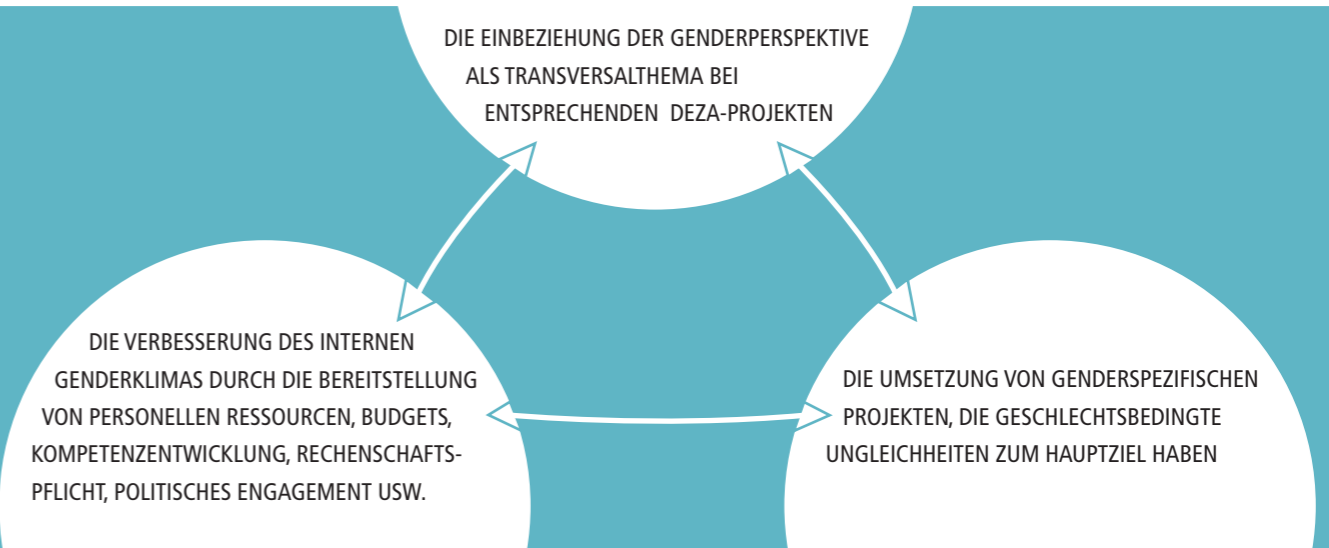 DIE EINBEZIEHUNG DER GENDERPERSPEKTIVE
ALS TRANSVERSALTHEMA BEI
ENTSPRECHENDEN DEZA-PROJEKTEN
DIE VERBESSERUNG DES INTERNEN
GENDERKLIMAS DURCH DIE BEREITSTELLUNG
VON PERSONELLEN RESSOURCEN, BUDGETS,
KOMPETENZENTWICKLUNG, RECHENSCHAFTS-
PFLICHT, POLITISCHES ENGAGEMENT USW.
DIE UMSETZUNG VON GENDERSPEZIFISCHEN
PROJEKTEN, DIE GESCHLECHTSBEDINGTE
UNGLEICHHEITEN ZUM HAUPTZIEL HABEN